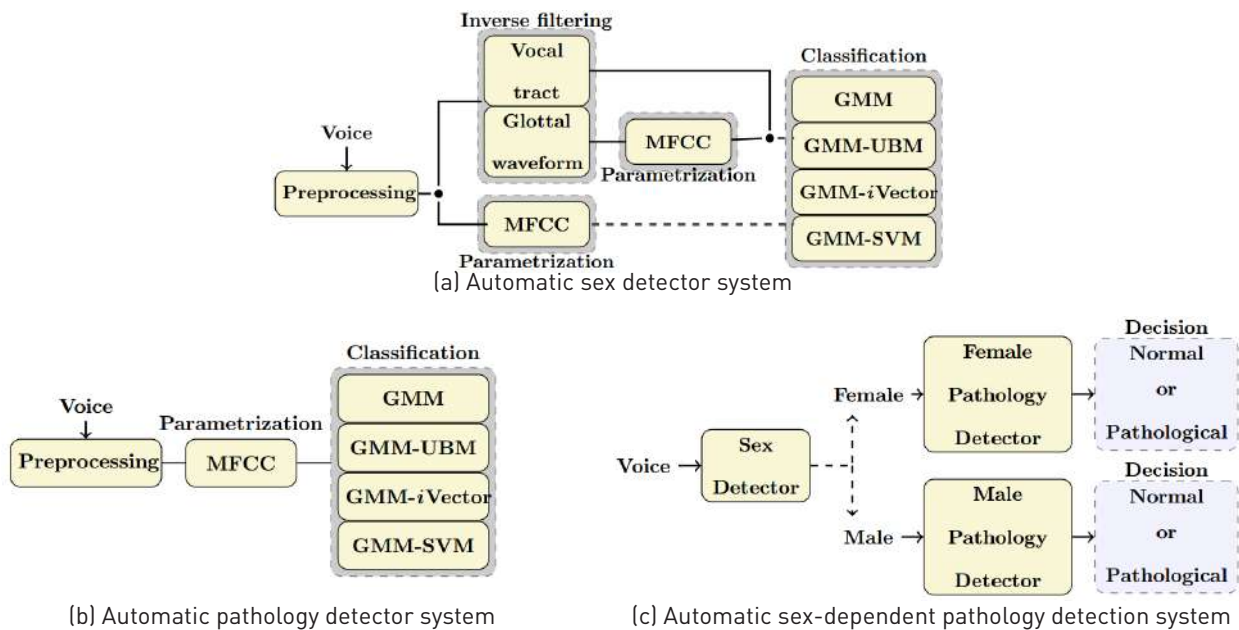 Inverse filtering
Vocal
tract
Glottal
waveform
Voice
Preprocessing
MFCC
Parametrization
MFCC
Parametrization
Classification
GMM
GMM-UBM
GMM-iVector
GMM-SVM
(a) Automatic sex detector system
Voice
Preprocessing
Parametrization
MFCC
Classification
GMM
GMM-UBM
GMM-iVector
GMM-SVM
(b) Automatic pathology detector system
Voice
Sex
Detector
Female
Male
Female
Pathology
Detector
Decision
Normal
or
Pathological
Male
Pathology
Detector
Decision
Normal
or
Pathological
(c) Automatic sex-dependent pathology detection system